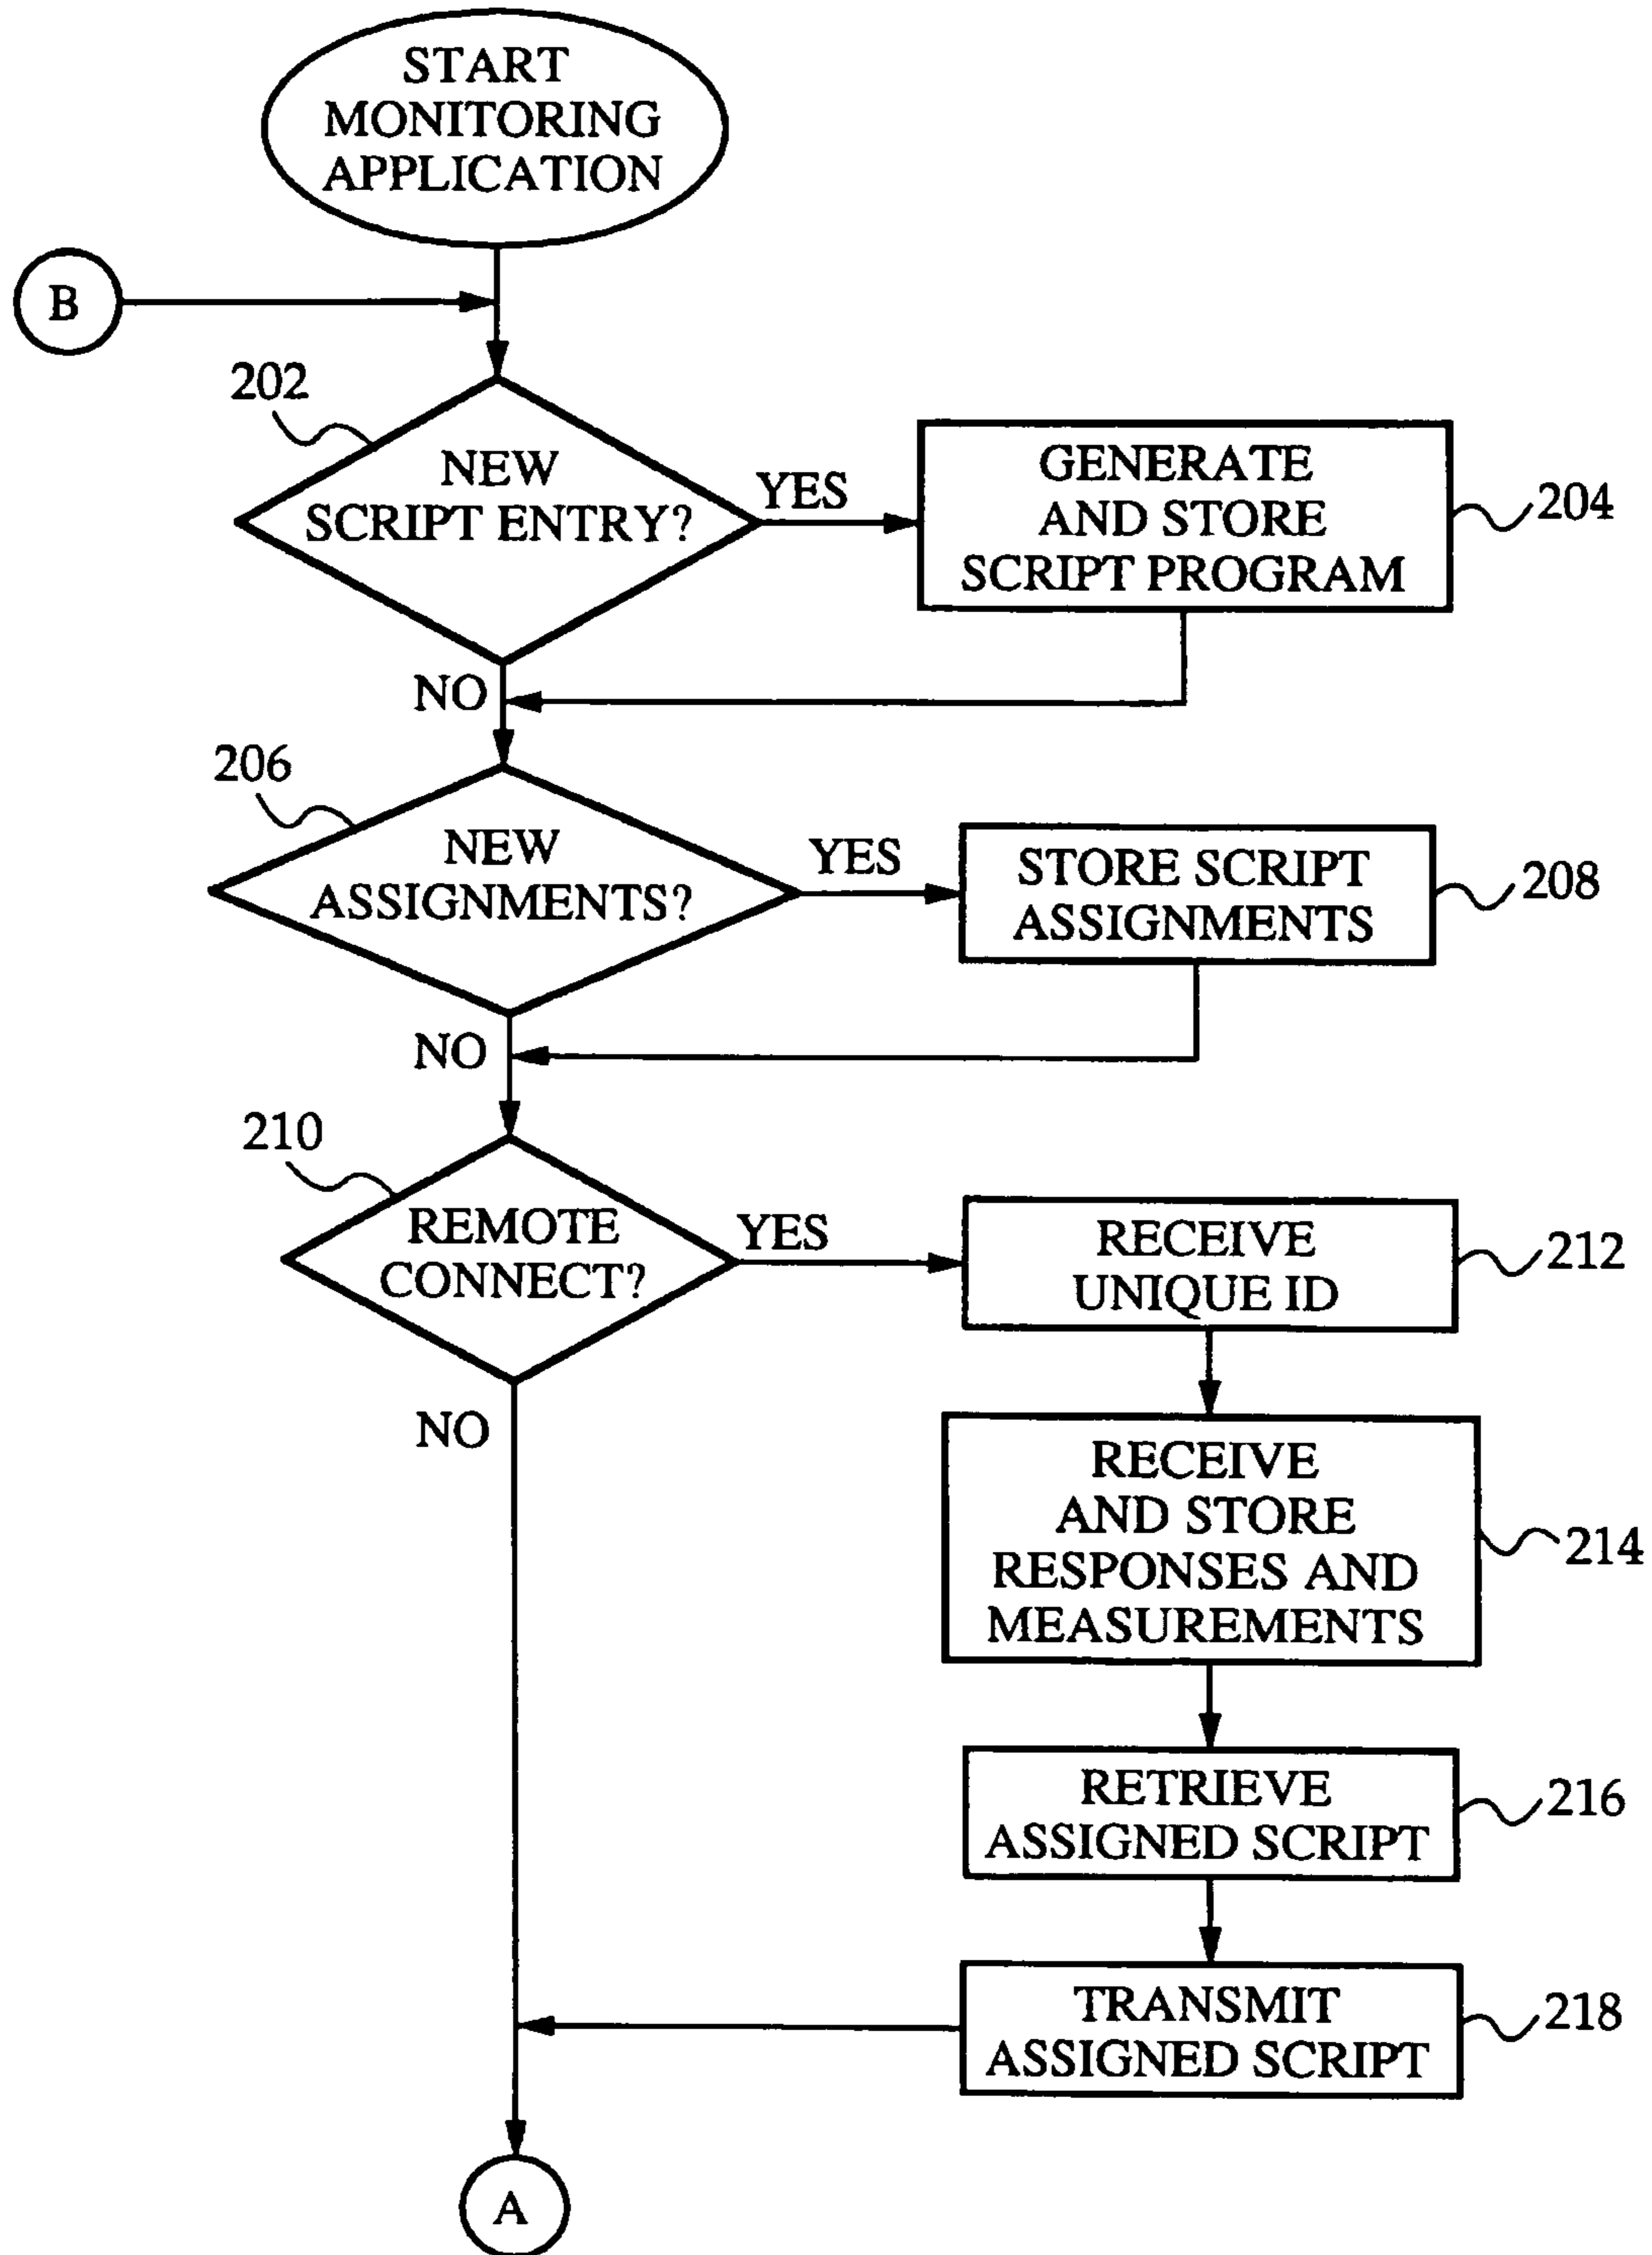 START
MONITORING
APPLICATION
B
202
NEW
SCRIPT ENTRY?
YES
GENERATE
AND STORE
SCRIPT PROGRAM
204
NO
206
NEW
ASSIGNMENTS?
YES
STORE SCRIPT
ASSIGNMENTS
208
NO
210
REMOTE
CONNECT?
YES
RECEIVE
UNIQUE ID
212
NO
RECEIVE
AND STORE
RESPONSES AND
MEASUREMENTS
214
RETRIEVE
ASSIGNED SCRIPT
216
TRANSMIT
ASSIGNED SCRIPT
218
A